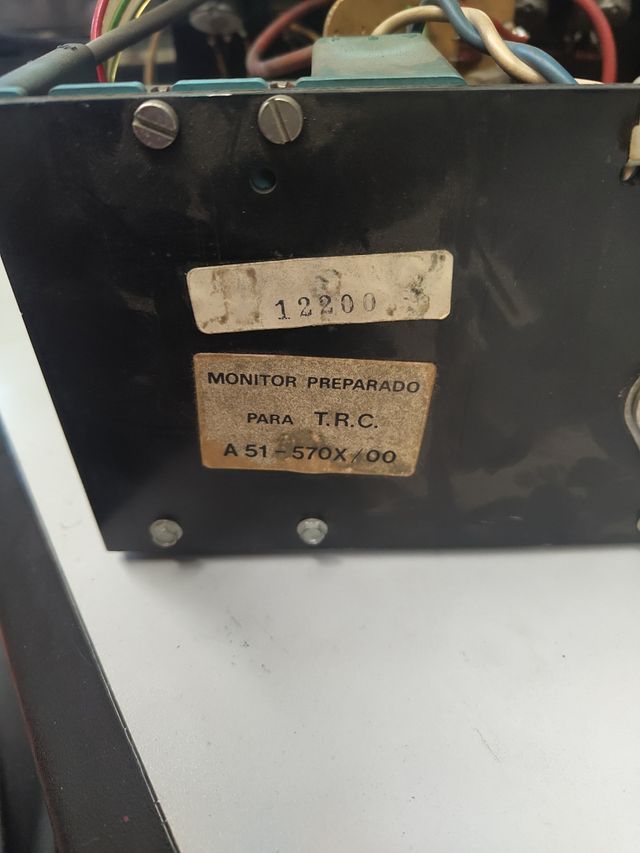 12200
MONITOR PREPARADO
PARA T.R.C.
A 51-570X/00